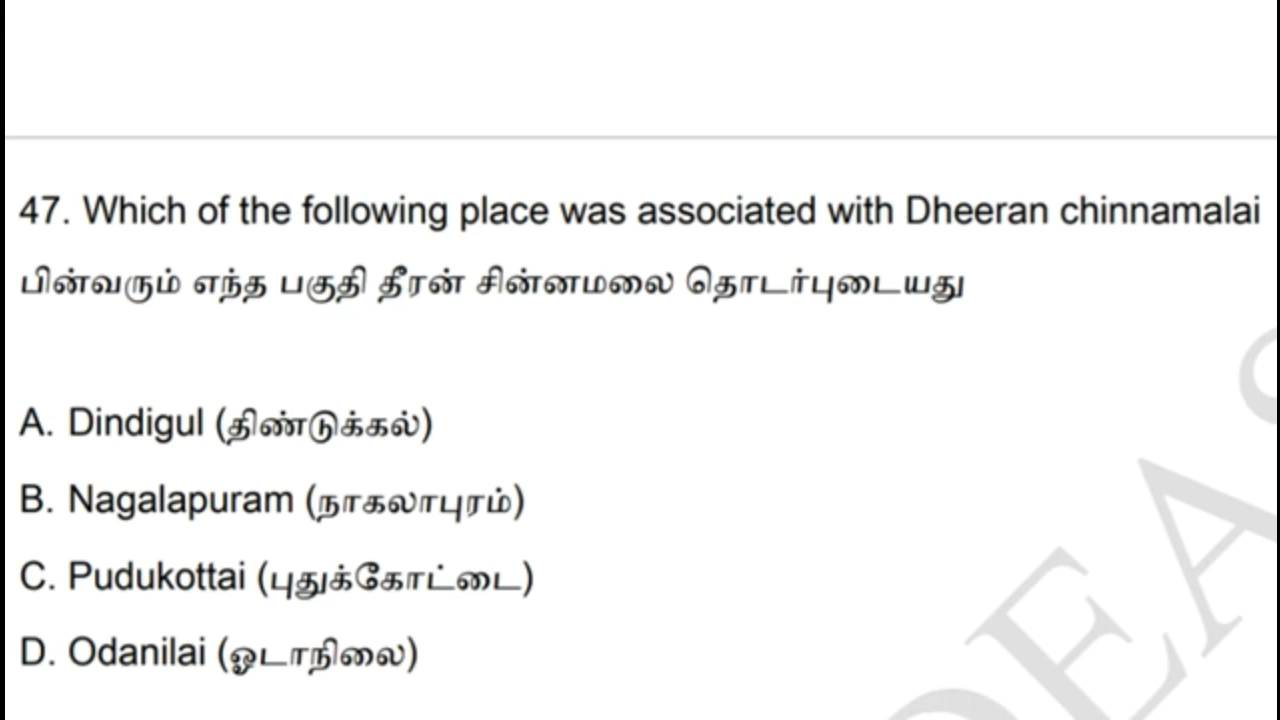 47. Which of the following place was associated with Dheeran chinnamalai
பின்வரும் எந்த பகுதி தீரன் சின்னமலை தொடர்புடையது
A. Dindigul (திண்டுக்கல்)
B. Nagalapuram (நாகலாபுரம்)
C. Pudukottai (புதுக்கோட்டை)
D. Odanilai (ஓடாநிலை)